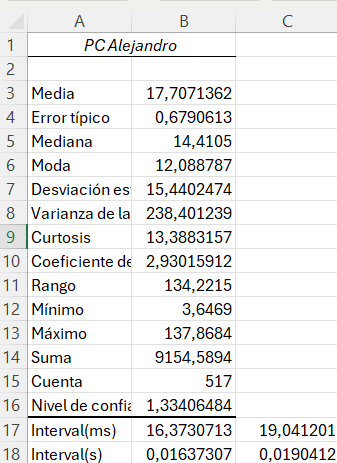 A B C
1 PC Alejandro
2
3 Media 17,7071362
4 Error típico 0,6790613
5 Mediana 14,4105
6 Moda 12,088787
7 Desviación es 15,4402474
8 Varianza de la 238,401239
9 Curtosis 13,3883157
10 Coeficiente de 2,93015912
11 Rango 134,2215
12 Mínimo 3,6469
13 Máximo 137,8684
14 Suma 9154,5894
15 Cuenta 517
16 Nivel de confia 1,33406484
17 Interval(ms) 16,3730713 19,041201
18 Interval(s) 0,01637307 0,0190412